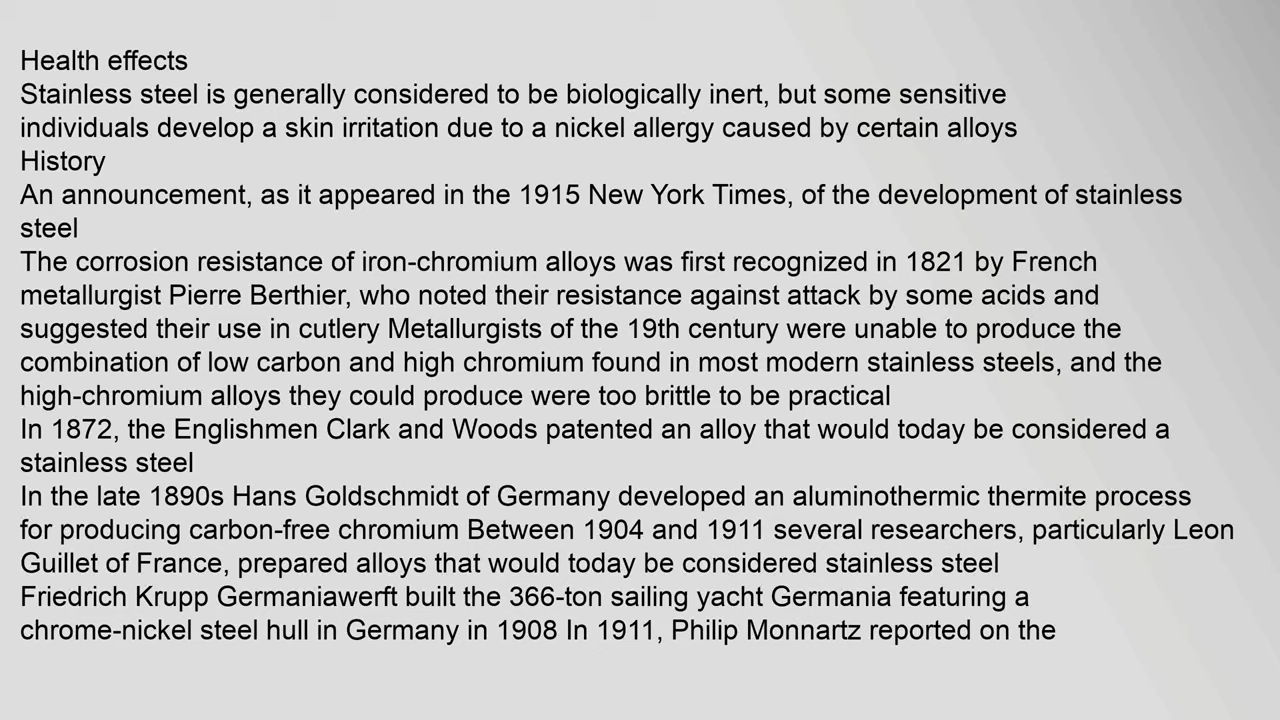 Health effects
Stainless steel is generally considered to be biologically inert, but some sensitive
individuals develop a skin irritation due to a nickel allergy caused by certain alloys
History
An announcement, as it appeared in the 1915 New York Times, of the development of stainless
steel
The corrosion resistance of iron-chromium alloys was first recognized in 1821 by French
metallurgist Pierre Berthier, who noted their resistance against attack by some acids and
suggested their use in cutlery Metallurgists of the 19th century were unable to produce the
combination of low carbon and high chromium found in most modern stainless steels, and the
high-chromium alloys they could produce were too brittle to be practical
In 1872, the Englishmen Clark and Woods patented an alloy that would today be considered a
stainless steel
In the late 1890s Hans Goldschmidt of Germany developed an aluminothermic thermite process
for producing carbon-free chromium Between 1904 and 1911 several researchers, particularly Leon
Guillet of France, prepared alloys that would today be considered stainless steel
Friedrich Krupp Germaniawerft built the 366-ton sailing yacht Germania featuring a
chrome-nickel steel hull in Germany in 1908 In 1911, Philip Monnartz reported on the